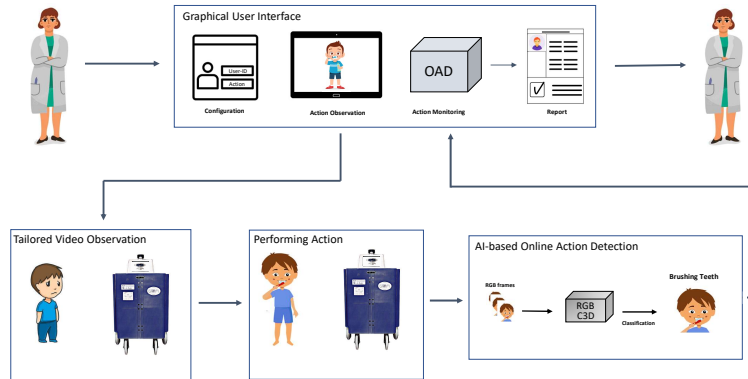 Graphical User Interface
User-ID
Action
OAD
Configuration
Action Observation
Action Monitoring
Report
Tailored Video Observation
Performing Action
AI-based Online Action Detection
RGB frames
RGB
C3D
Classification
Brushing Teeth